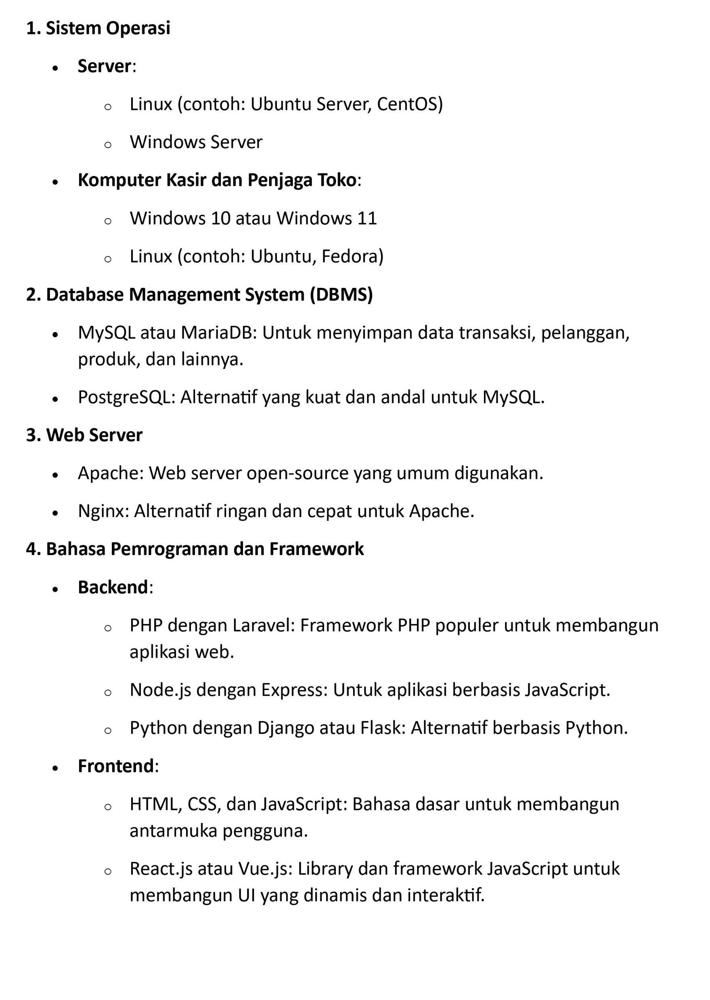 1. Sistem Operasi
• Server:
o Linux (contoh: Ubuntu Server, CentOS)
o Windows Server
• Komputer Kasir dan Penjaga Toko:
o Windows 10 atau Windows 11
o Linux (contoh: Ubuntu, Fedora)
2. Database Management System (DBMS)
• MySQL atau MariaDB: Untuk menyimpan data transaksi, pelanggan,
produk, dan lainnya.
• PostgreSQL: Alternatif yang kuat dan andal untuk MySQL.
3. Web Server
• Apache: Web server open-source yang umum digunakan.
• Nginx: Alternatif ringan dan cepat untuk Apache.
4. Bahasa Pemrograman dan Framework
• Backend:
o PHP dengan Laravel: Framework PHP populer untuk membangun
aplikasi web.
o Node.js dengan Express: Untuk aplikasi berbasis JavaScript.
o Python dengan Django atau Flask: Alternatif berbasis Python.
• Frontend:
o HTML, CSS, dan JavaScript: Bahasa dasar untuk membangun
antarmuka pengguna.
o React.js atau Vue.js: Library dan framework JavaScript untuk
membangun UI yang dinamis dan interaktif.